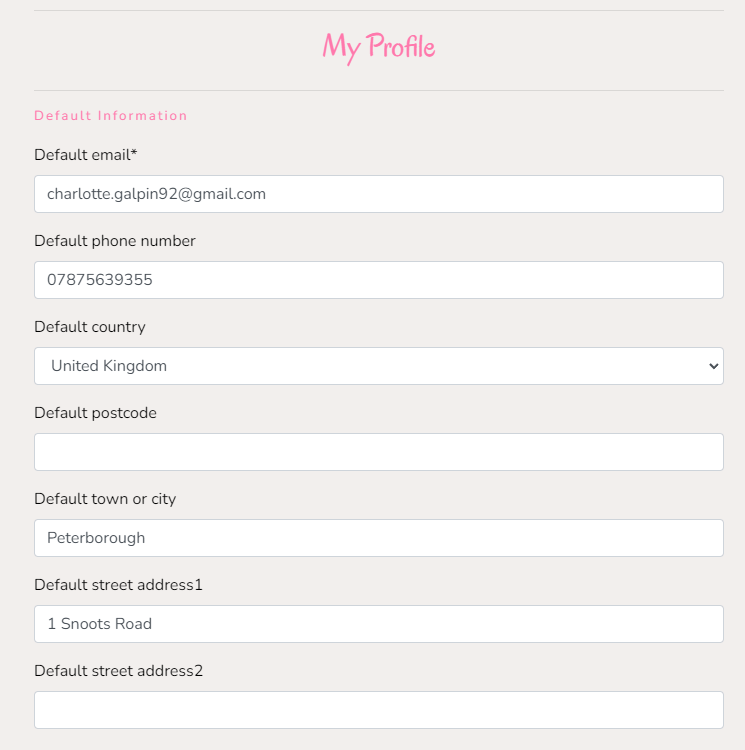 My Profile
Default Information
Default email*
charlotte.galpin92@gmail.com
Default phone number
07875639355
Default country
United Kingdom
Default postcode
Default town or city
Peterborough
Default street address1
1 Snoots Road
Default street address2